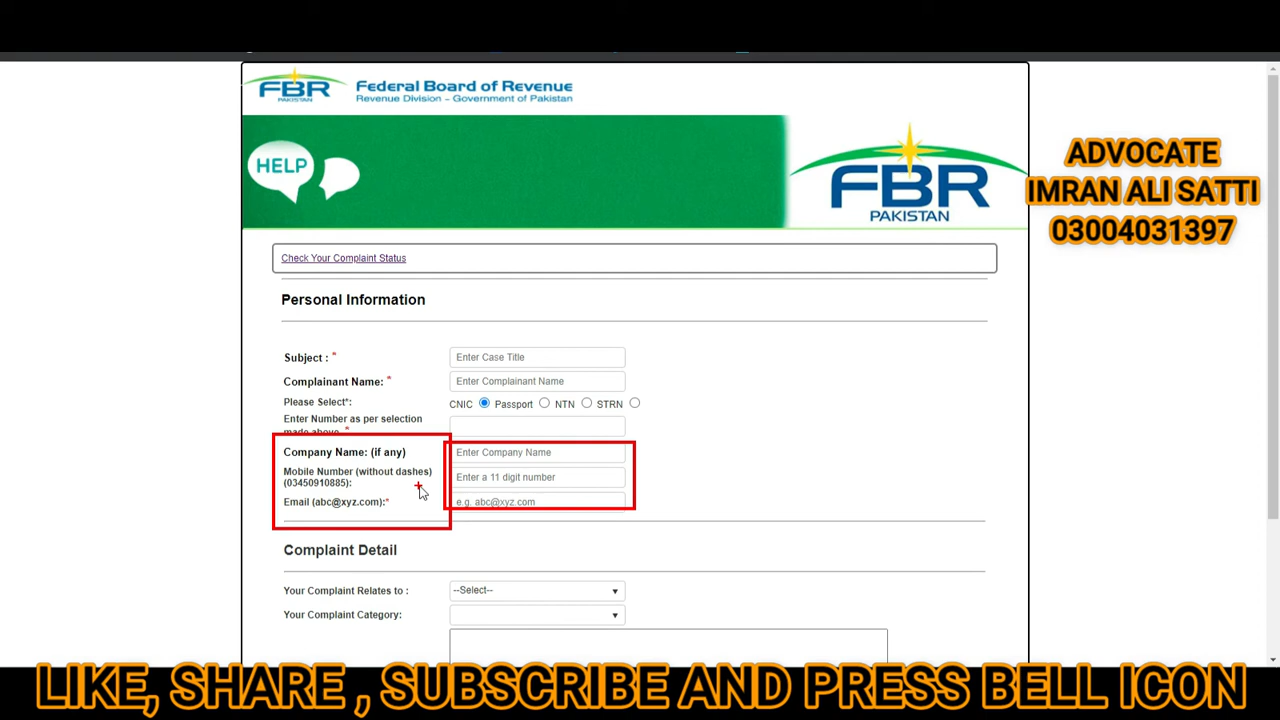 FBR
PAKISTAN
Federal Board of Revenue
Revenue Division - Government of Pakistan
HELP
FBR
PAKISTAN
ADVOCATE
IMRAN ALI SATTI
03004031397
Check Your Complaint Status
Personal Information
Subject : * Enter Case Title
Complainant Name: * Enter Complainant Name
Please Select*: CNIC Passport NTN STRN
Enter Number as per selection
made above *
Company Name: (if any) Enter Company Name
Mobile Number (without dashes)
(03450910885): Enter a 11 digit number
Email (abc@xyz.com):* e.g. abc@xyz.com
Complaint Detail
Your Complaint Relates to : --Select--
Your Complaint Category:
LIKE, SHARE , SUBSCRIBE AND PRESS BELL ICON